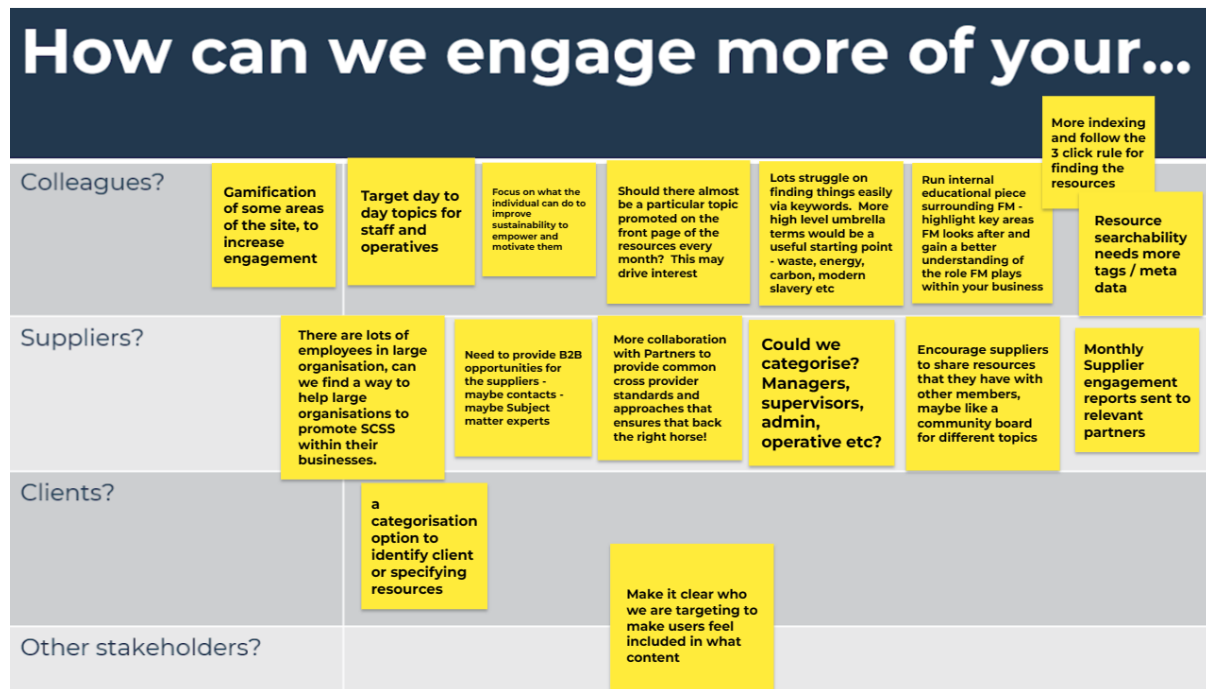 How can we engage more of your...
More indexing
and follow the
3 click rule for
finding the
resources
Colleagues?
Gamification
of some areas
of the site, to
increase
engagement
Target day to
day topics for
staff and
operatives
Focus on what the
individual can do to
improve
sustainability to
empower and
motivate them
Should there almost
be a particular topic
promoted on the
front page of the
resources every
month? This may
drive interest
Lots struggle on
finding things easily
via keywords. More
high level umbrella
terms would be a
useful starting point
- waste, energy,
carbon, modern
slavery etc
Run internal
educational piece
surrounding FM -
highlight key areas
FM looks after and
gain a better
understanding of
the role FM plays
within your business
Resource
searchability
needs more
tags / meta
data
Suppliers?
There are lots of
employees in large
organisation, can
we find a way to
help large
organisations to
promote SCSS
within their
businesses.
Need to provide B2B
opportunities for
the suppliers -
maybe contacts -
maybe Subject
matter experts
More collaboration
with Partners to
provide common
cross provider
standards and
approaches that
ensures that back
the right horse!
Could we
categorise?
Managers,
supervisors,
admin,
operative etc?
Encourage suppliers
to share resources
that they have with
other members,
maybe like a
community board
for different topics
Monthly
Supplier
engagement
reports sent to
relevant
partners
Clients?
a
categorisation
option to
identify client
or specifying
resources
Make it clear who
we are targeting to
make users feel
included in what
content
Other stakeholders?